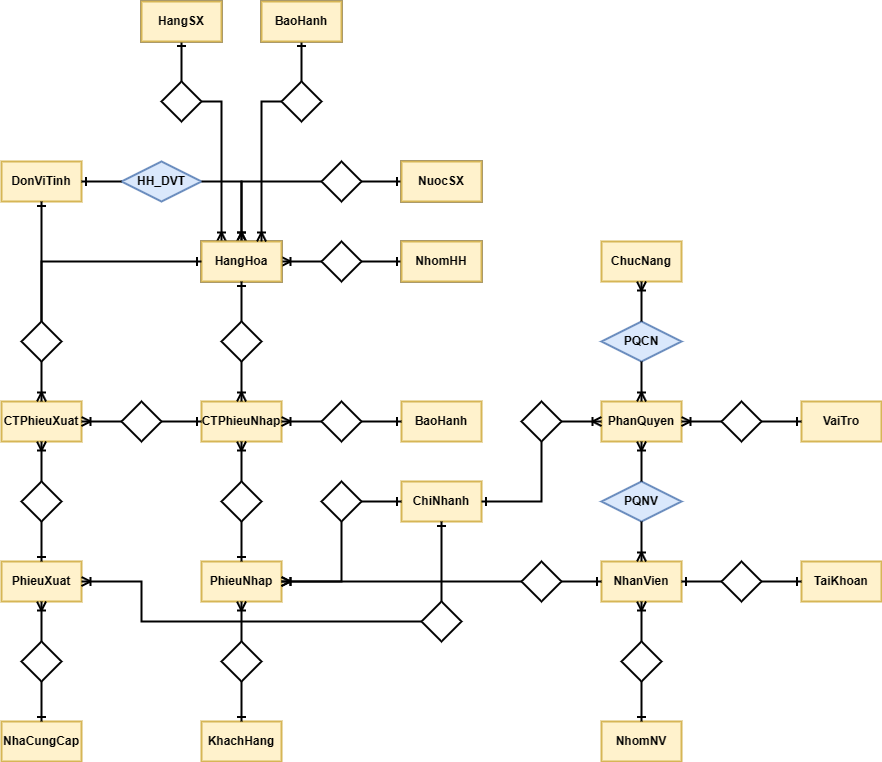 HangSX
BaoHanh
DonViTinh
HH_DVT
NuocSX
HangHoa
NhomHH
ChucNang
PQCN
CTPhieuXuat
CTPhieuNhap
BaoHanh
PhanQuyen
VaiTro
ChiNhanh
PQNV
PhieuXuat
PhieuNhap
NhanVien
TaiKhoan
NhaCungCap
KhachHang
NhomNV